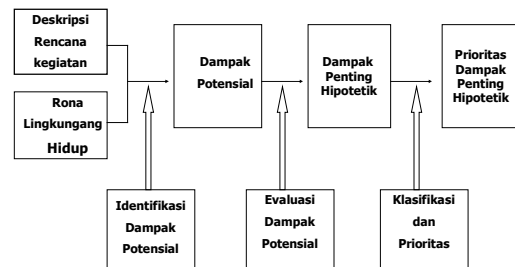 Deskripsi
Rencana
kegiatan
Rona
Lingkungang
Hidup
Dampak
Potensial
Dampak
Penting
Hipotetik
Prioritas
Dampak
Penting
Hipotetik
Identifikasi
Dampak
Potensial
Evaluasi
Dampak
Potensial
Klasifikasi
dan
Prioritas